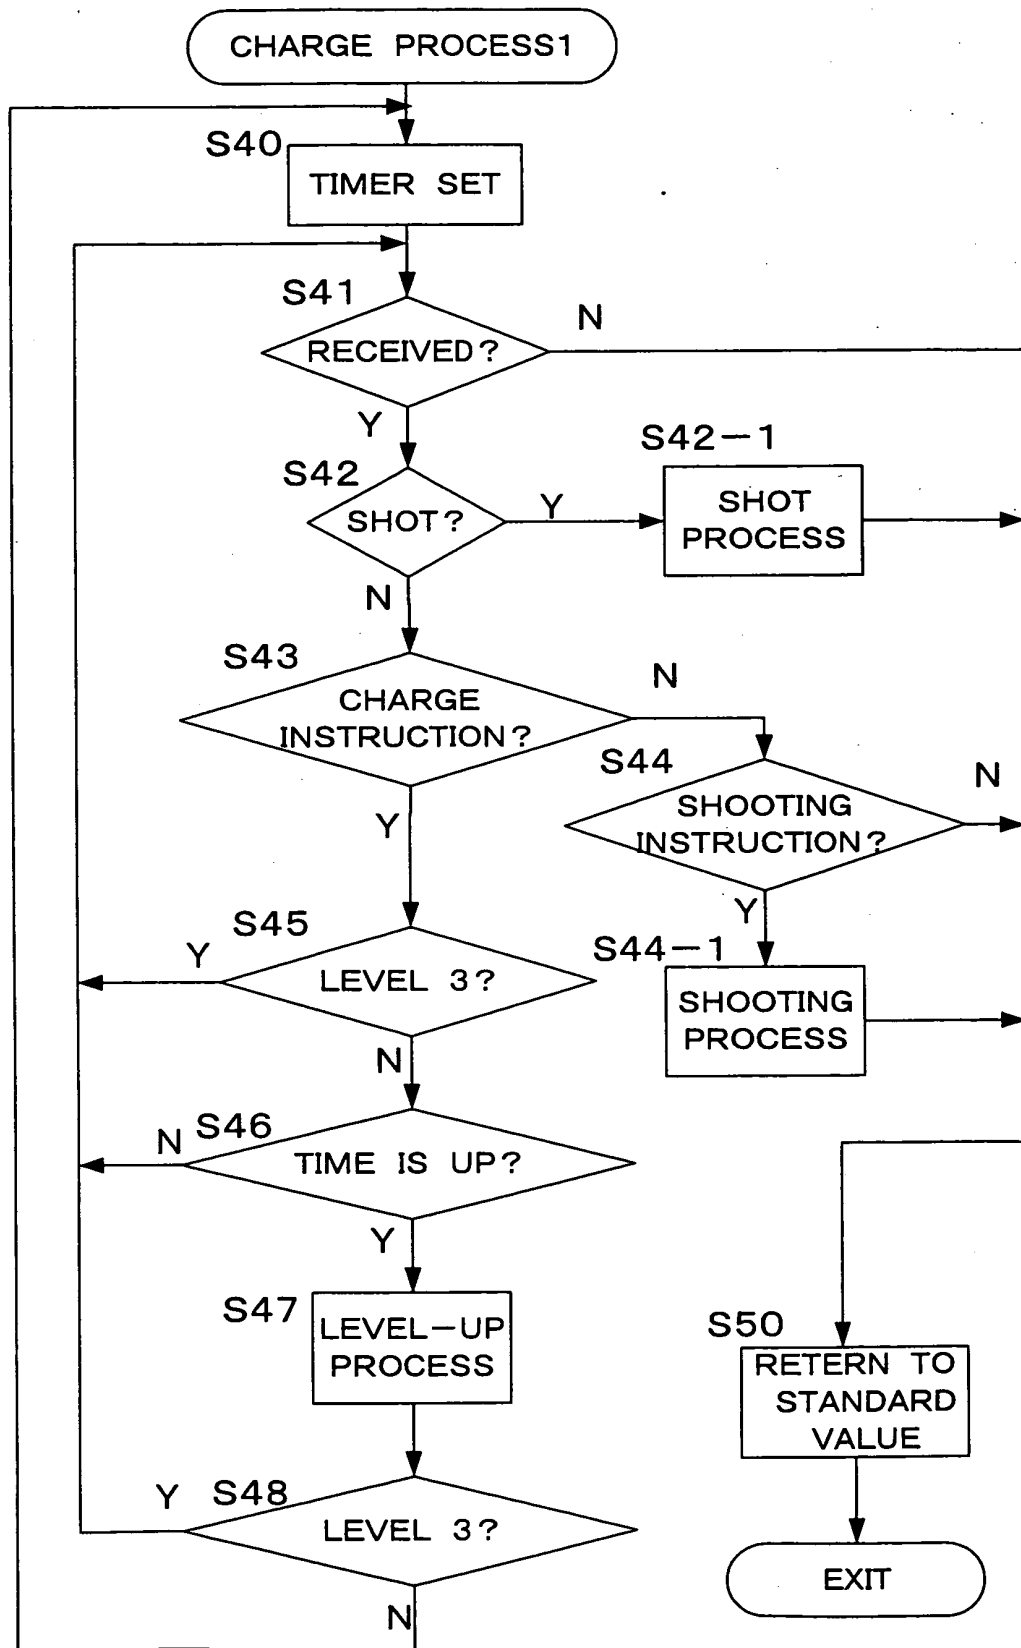 CHARGE PROCESS1
S40
TIMER SET
S41
N
RECEIVED?
Y
S42-1
S42
SHOT?
Y
SHOT
PROCESS
N
S43
N
CHARGE
INSTRUCTION?
S44
N
SHOOTING
INSTRUCTION?
Y
Y
S45
Y
LEVEL 3?
S44-1
SHOOTING
PROCESS
N
S46
N
TIME IS UP?
Y
S47
LEVEL-UP
PROCESS
S50
RETERN TO
STANDARD
VALUE
S48
Y
LEVEL 3?
N
EXIT